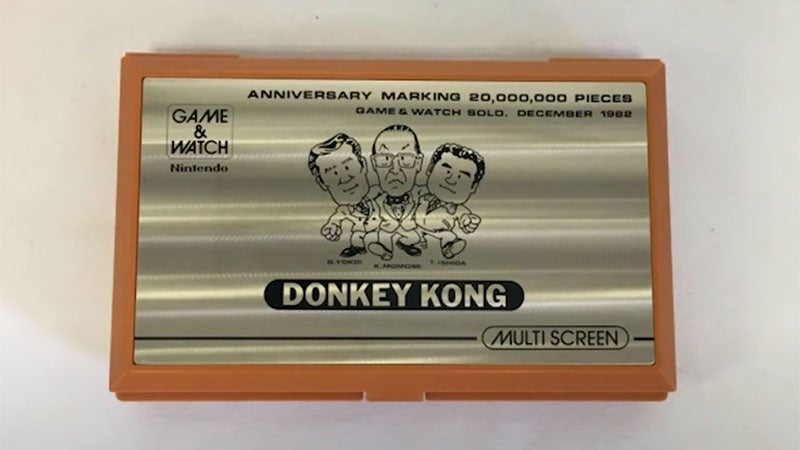 ANNIVERSARY MARKING 20,000,000 PIECES
GAME & WATCH SOLD. DECEMBER 1982
GAME
&
WATCH
Nintendo
G.YOKOI K.MOMOSE T.ISHIDA
DONKEY KONG
MULTI SCREEN